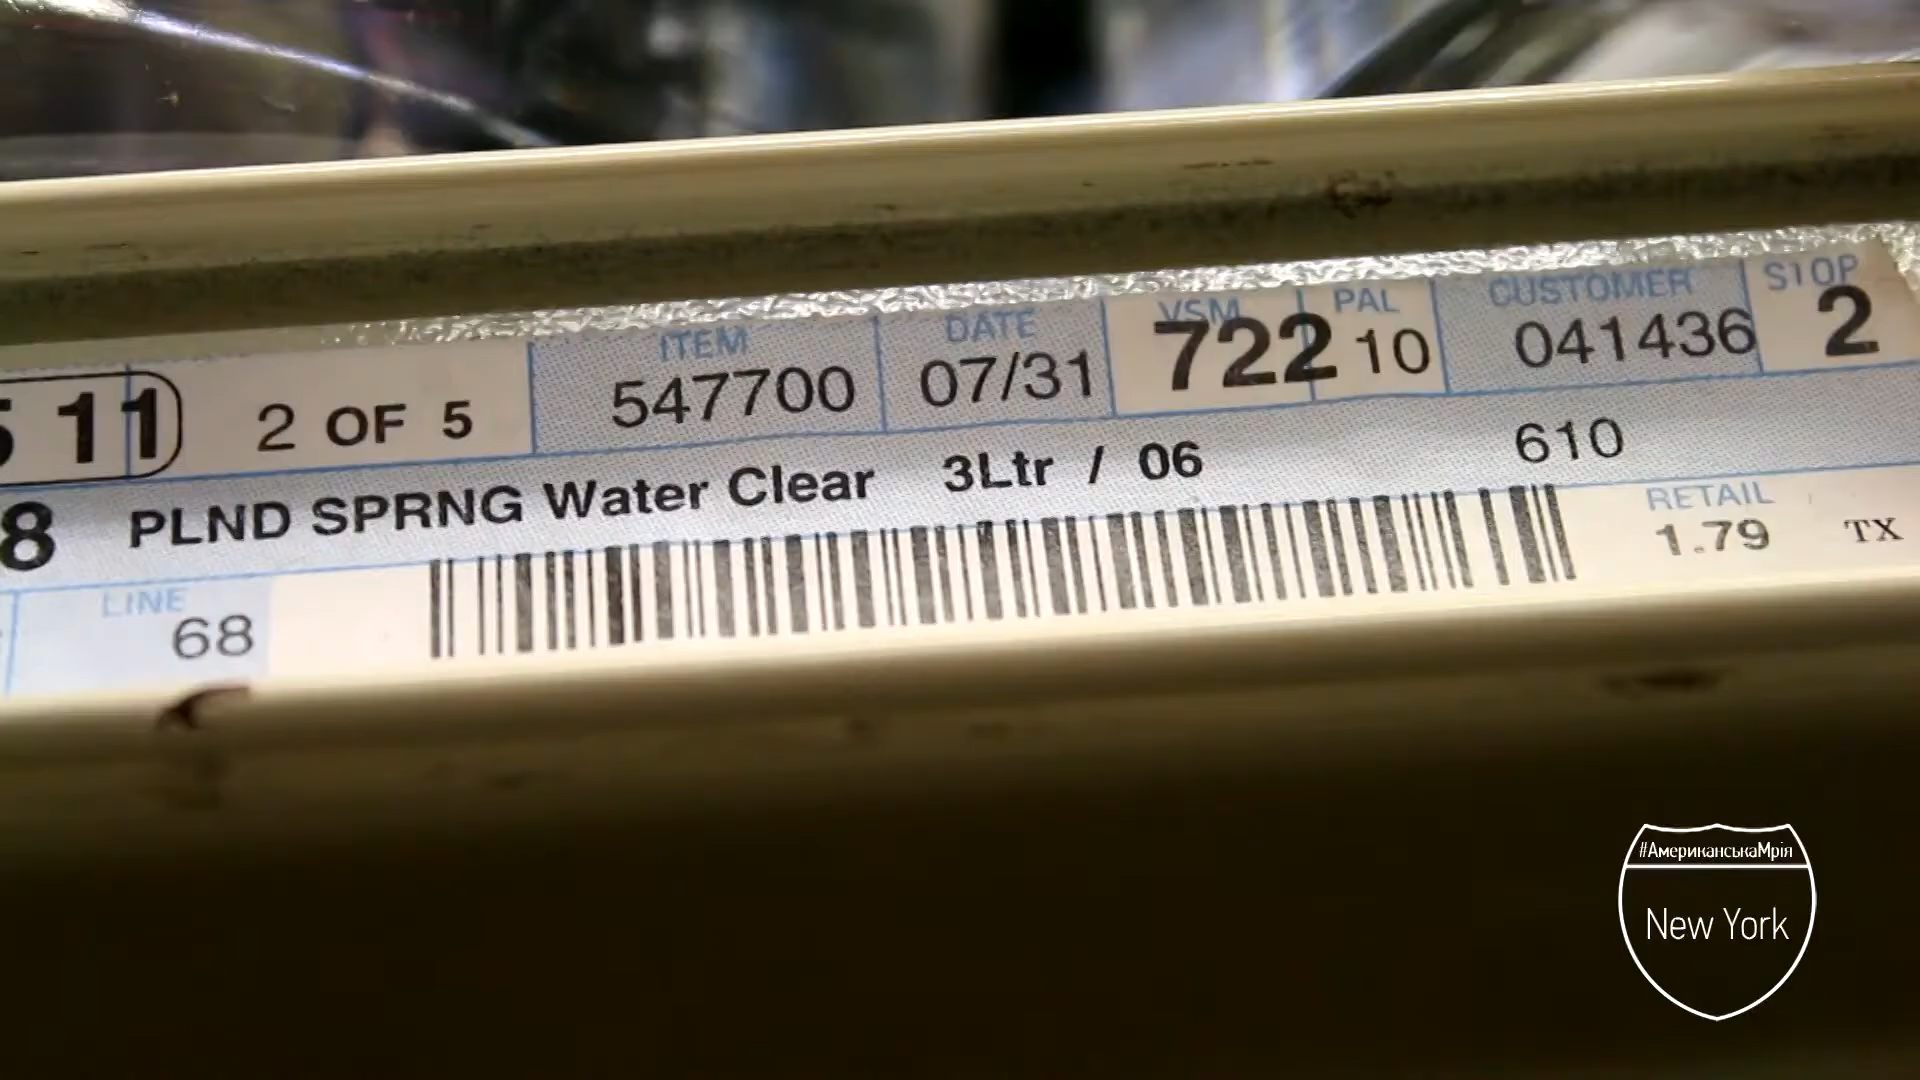 ITEM DATE VSM PAL CUSTOMER STOP
11 2 OF 5 547700 07/31 722 10 041436 2
8 PLND SPRNG Water Clear 3Ltr / 06 610
LINE RETAIL
68 1.79 TX
#АмериканськаМрія
New York